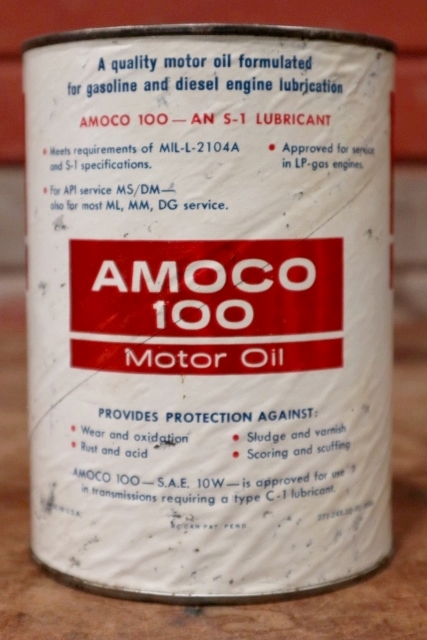 A quality motor oil formulated
for gasoline and diesel engine lubrication
AMOCO 100 — AN S-1 LUBRICANT
• Meets requirements of MIL-L-2104A
and S-1 specifications.
• Approved for service
in LP-gas engines.
• For API service MS/DM—
also for most ML, MM, DG service.
AMOCO
100
Motor Oil
PROVIDES PROTECTION AGAINST:
• Wear and oxidation
• Rust and acid
• Sludge and varnish
• Scoring and scuffing
AMOCO 100—S.A.E. 10W—is approved for use
in transmissions requiring a type C-1 lubricant.
PAT. PEND.